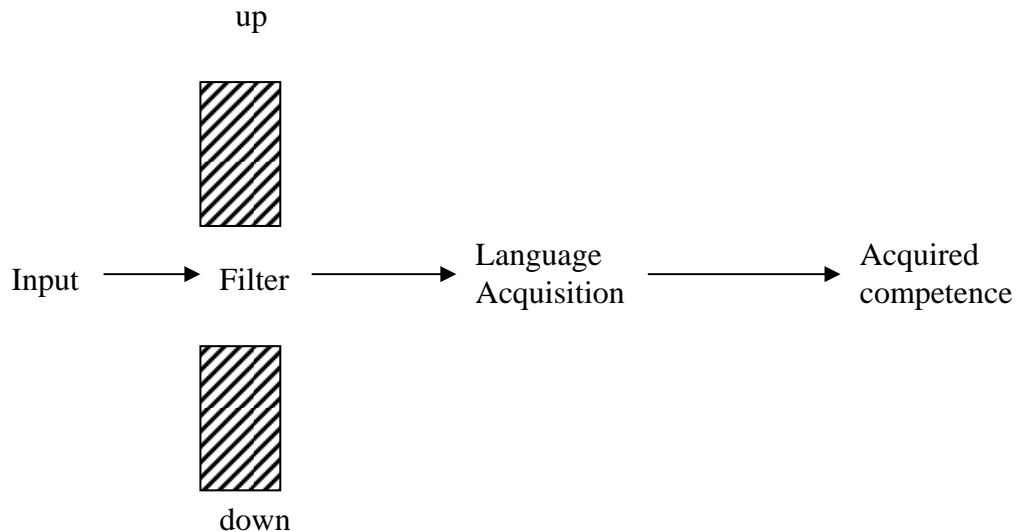 up
Input
Filter
Language
Acquisition
Acquired
competence
down